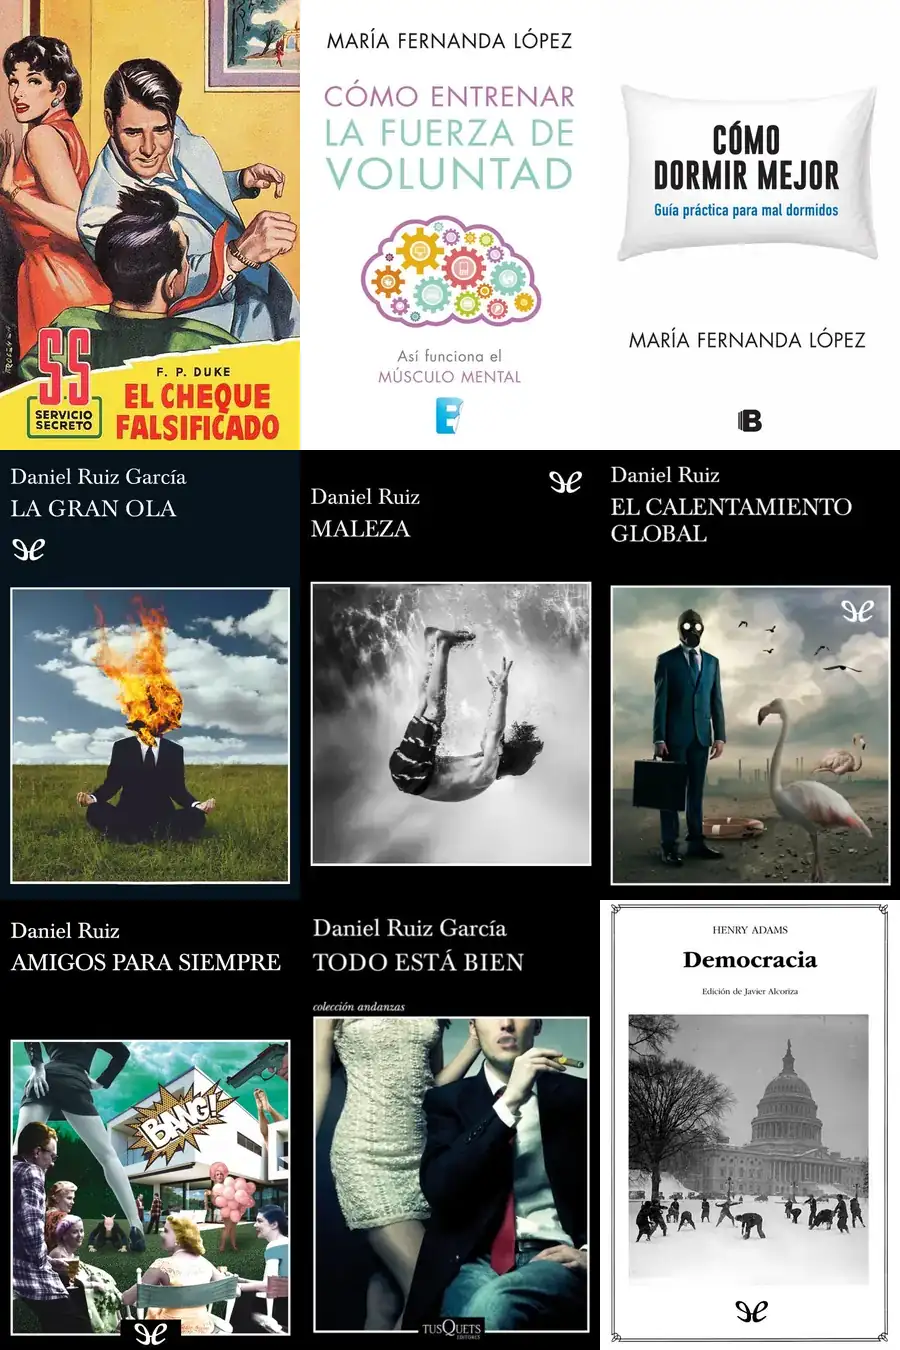 SS
SERVICIO
SECRETO
F. P. DUKE
EL CHEQUE
FALSIFICADO
MARÍA FERNANDA LÓPEZ
CÓMO ENTRENAR
LA FUERZA DE
VOLUNTAD
Así funciona el
MÚSCULO MENTAL
B
CÓMO
DORMIR MEJOR
Guía práctica para mal dormidos
MARÍA FERNANDA LÓPEZ
B
Daniel Ruiz García
LA GRAN OLA
Daniel Ruiz
MALEZA
Daniel Ruiz
EL CALENTAMIENTO
GLOBAL
Daniel Ruiz
AMIGOS PARA SIEMPRE
BANG!
Daniel Ruiz García
TODO ESTÁ BIEN
colección andanzas
TUSQUETS
EDITORES
HENRY ADAMS
Democracia
Edición de Javier Alcoriza